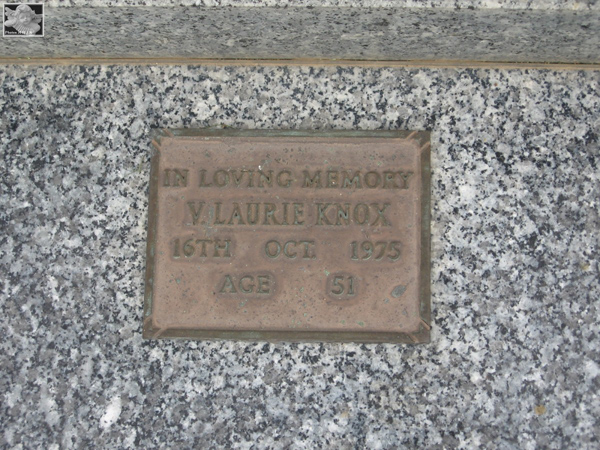 IN LOVING MEMORY
V. LAURIE KNOX
16TH OCT. 1975
AGE 51